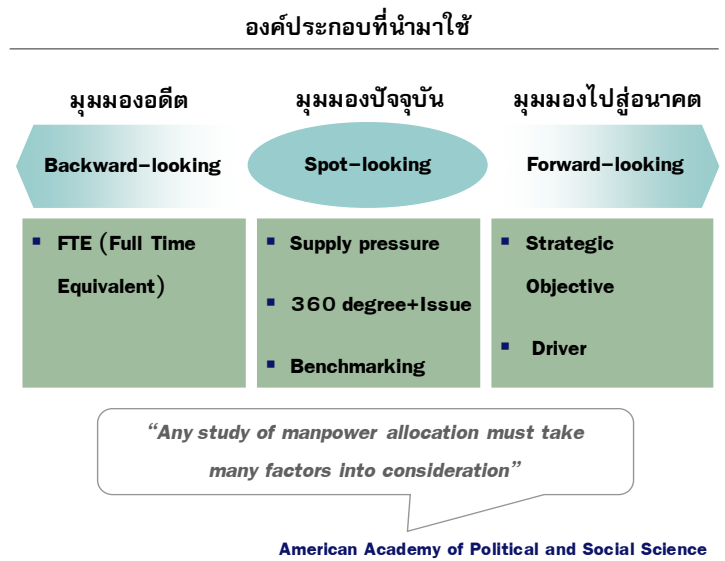 องค์ประกอบที่นำมาใช้
มุมมองอดีต
มุมมองปัจจุบัน
มุมมองไปสู่อนาคต
Backward-looking
Spot-looking
Forward-looking
▪ FTE (Full Time
Equivalent)
▪ Supply pressure
▪ 360 degree+Issue
▪ Benchmarking
▪ Strategic
Objective
▪ Driver
“Any study of manpower allocation must take
many factors into consideration”
American Academy of Political and Social Science